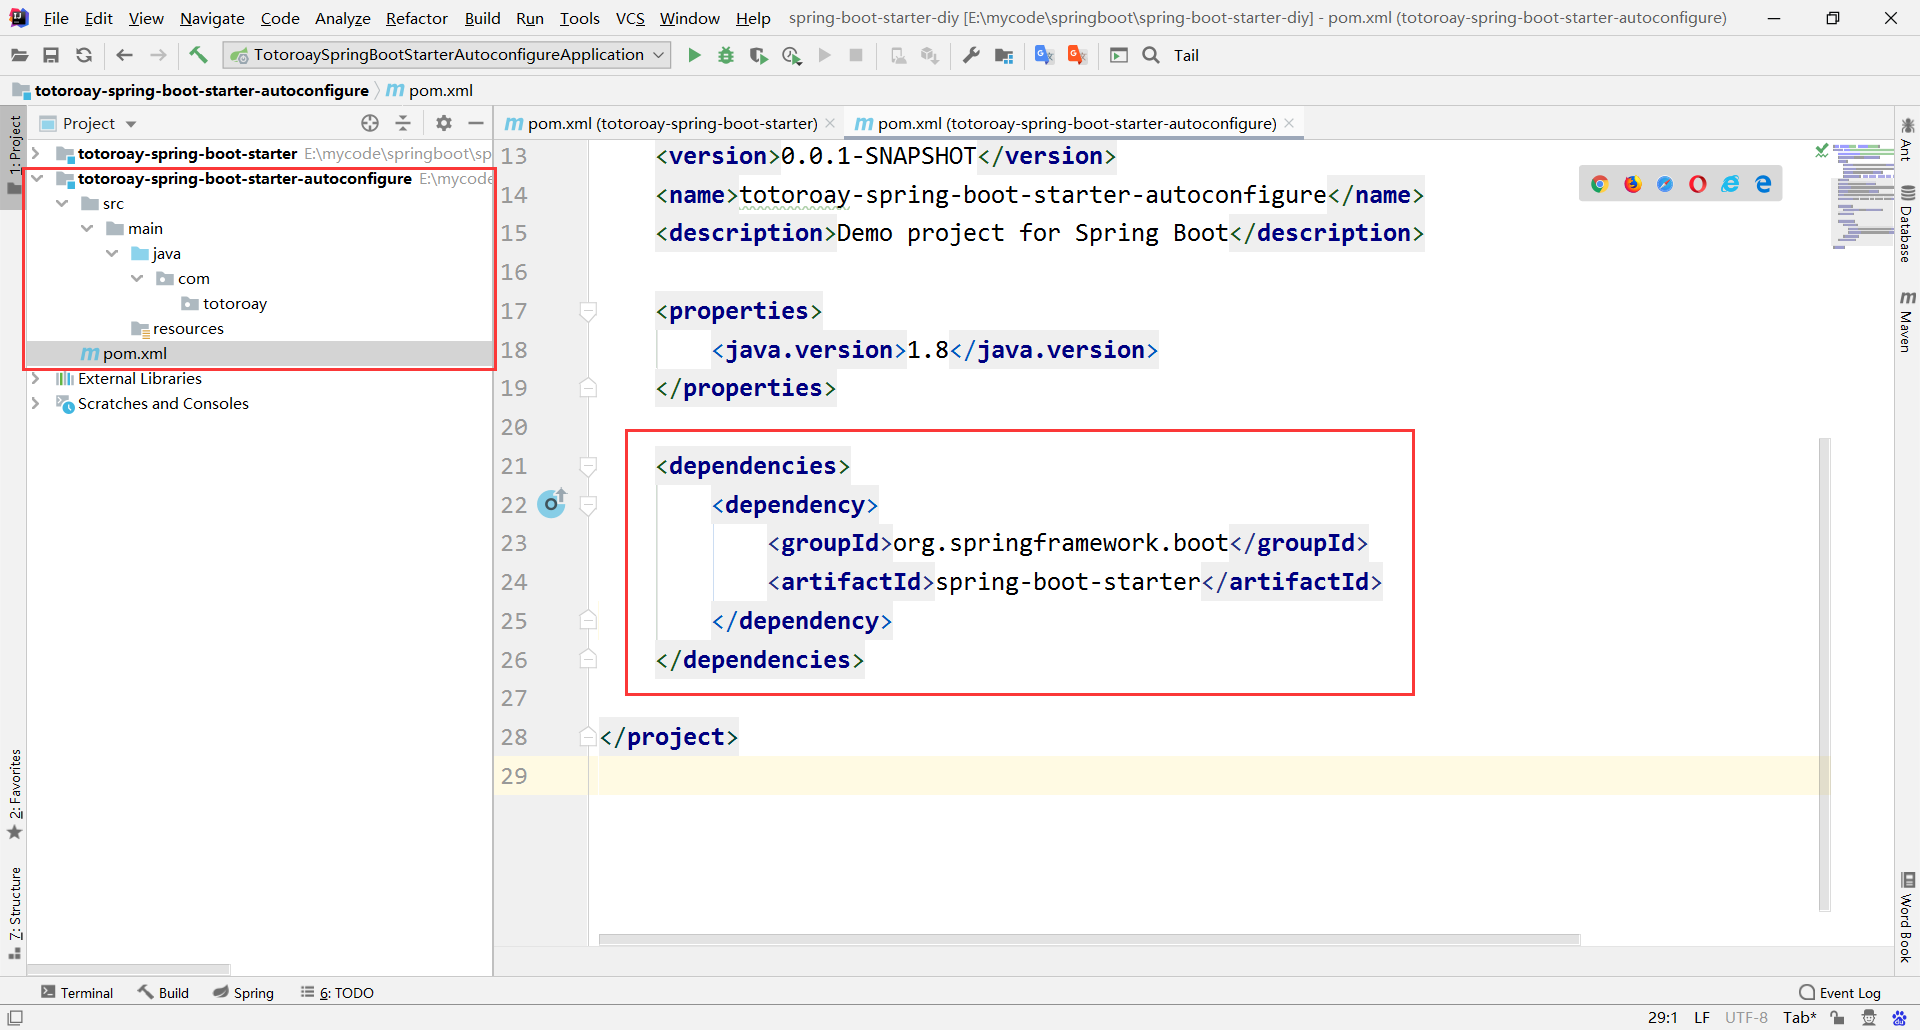 File Edit View Navigate Code Analyze Refactor Build Run Tools VCS Window Help spring-boot-starter-diy [E:\mycode\springboot\spring-boot-starter-diy] - pom.xml (totoroay-spring-boot-starter-autoconfigure)
TotoroaySpringBootStarterAutoconfigureApplication Tail
totoroay-spring-boot-starter-autoconfigure pom.xml
Project
pom.xml (totoroay-spring-boot-starter) pom.xml (totoroay-spring-boot-starter-autoconfigure)
1: Project
2: Favorites
7: Structure
totoroay-spring-boot-starter E:\mycode\springboot\sp
totoroay-spring-boot-starter-autoconfigure E:\mycode
src
main
java
com
totoroay
resources
pom.xml
External Libraries
Scratches and Consoles
13 <version>0.0.1-SNAPSHOT</version>
14 <name>totoroay-spring-boot-starter-autoconfigure</name>
15 <description>Demo project for Spring Boot</description>
16
17 <properties>
18 <java.version>1.8</java.version>
19 </properties>
20
21 <dependencies>
22 <dependency>
23 <groupId>org.springframework.boot</groupId>
24 <artifactId>spring-boot-starter</artifactId>
25 </dependency>
26 </dependencies>
27
28 </project>
29
Ant
Database
Maven
Word Book
Terminal Build Spring 6: TODO Event Log
29:1 LF UTF-8 Tab*